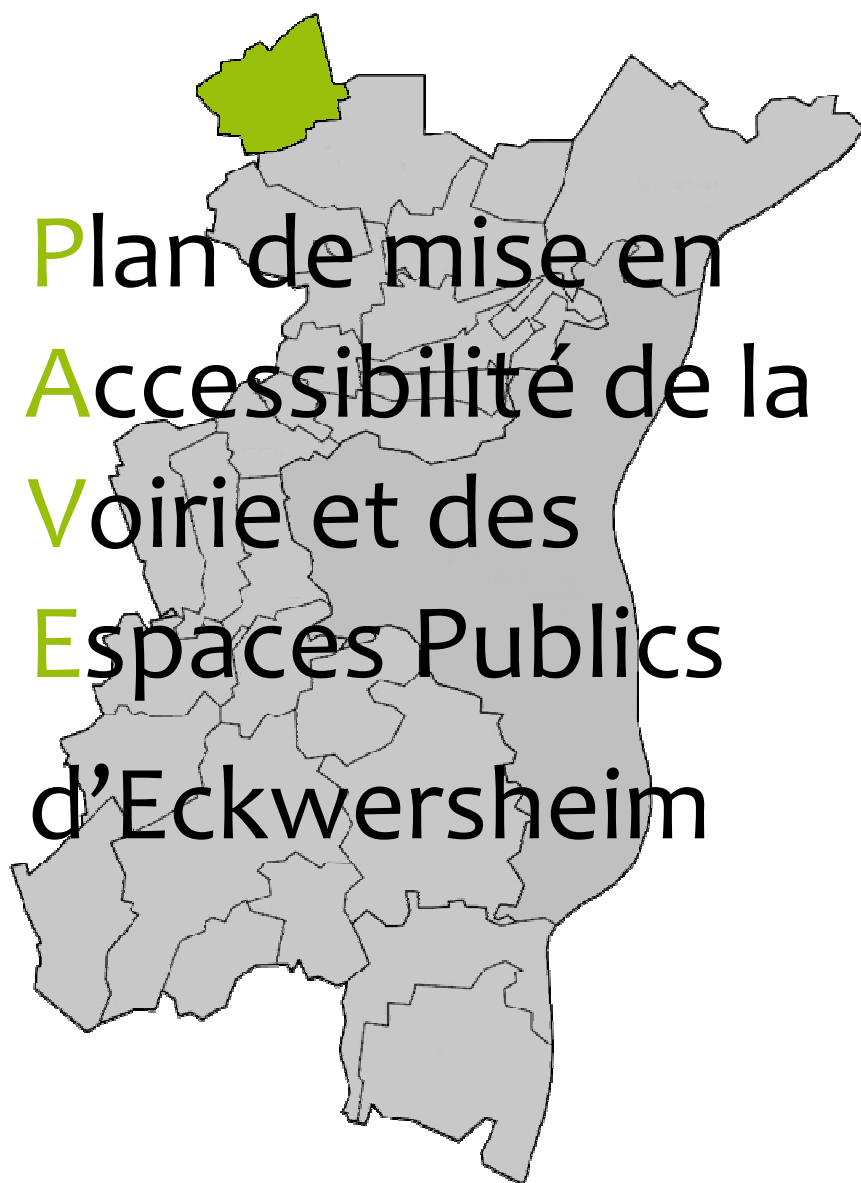 Plan de mise en
Accessibilité de la
Voirie et des
Espaces Publics
d’Eckwersheim